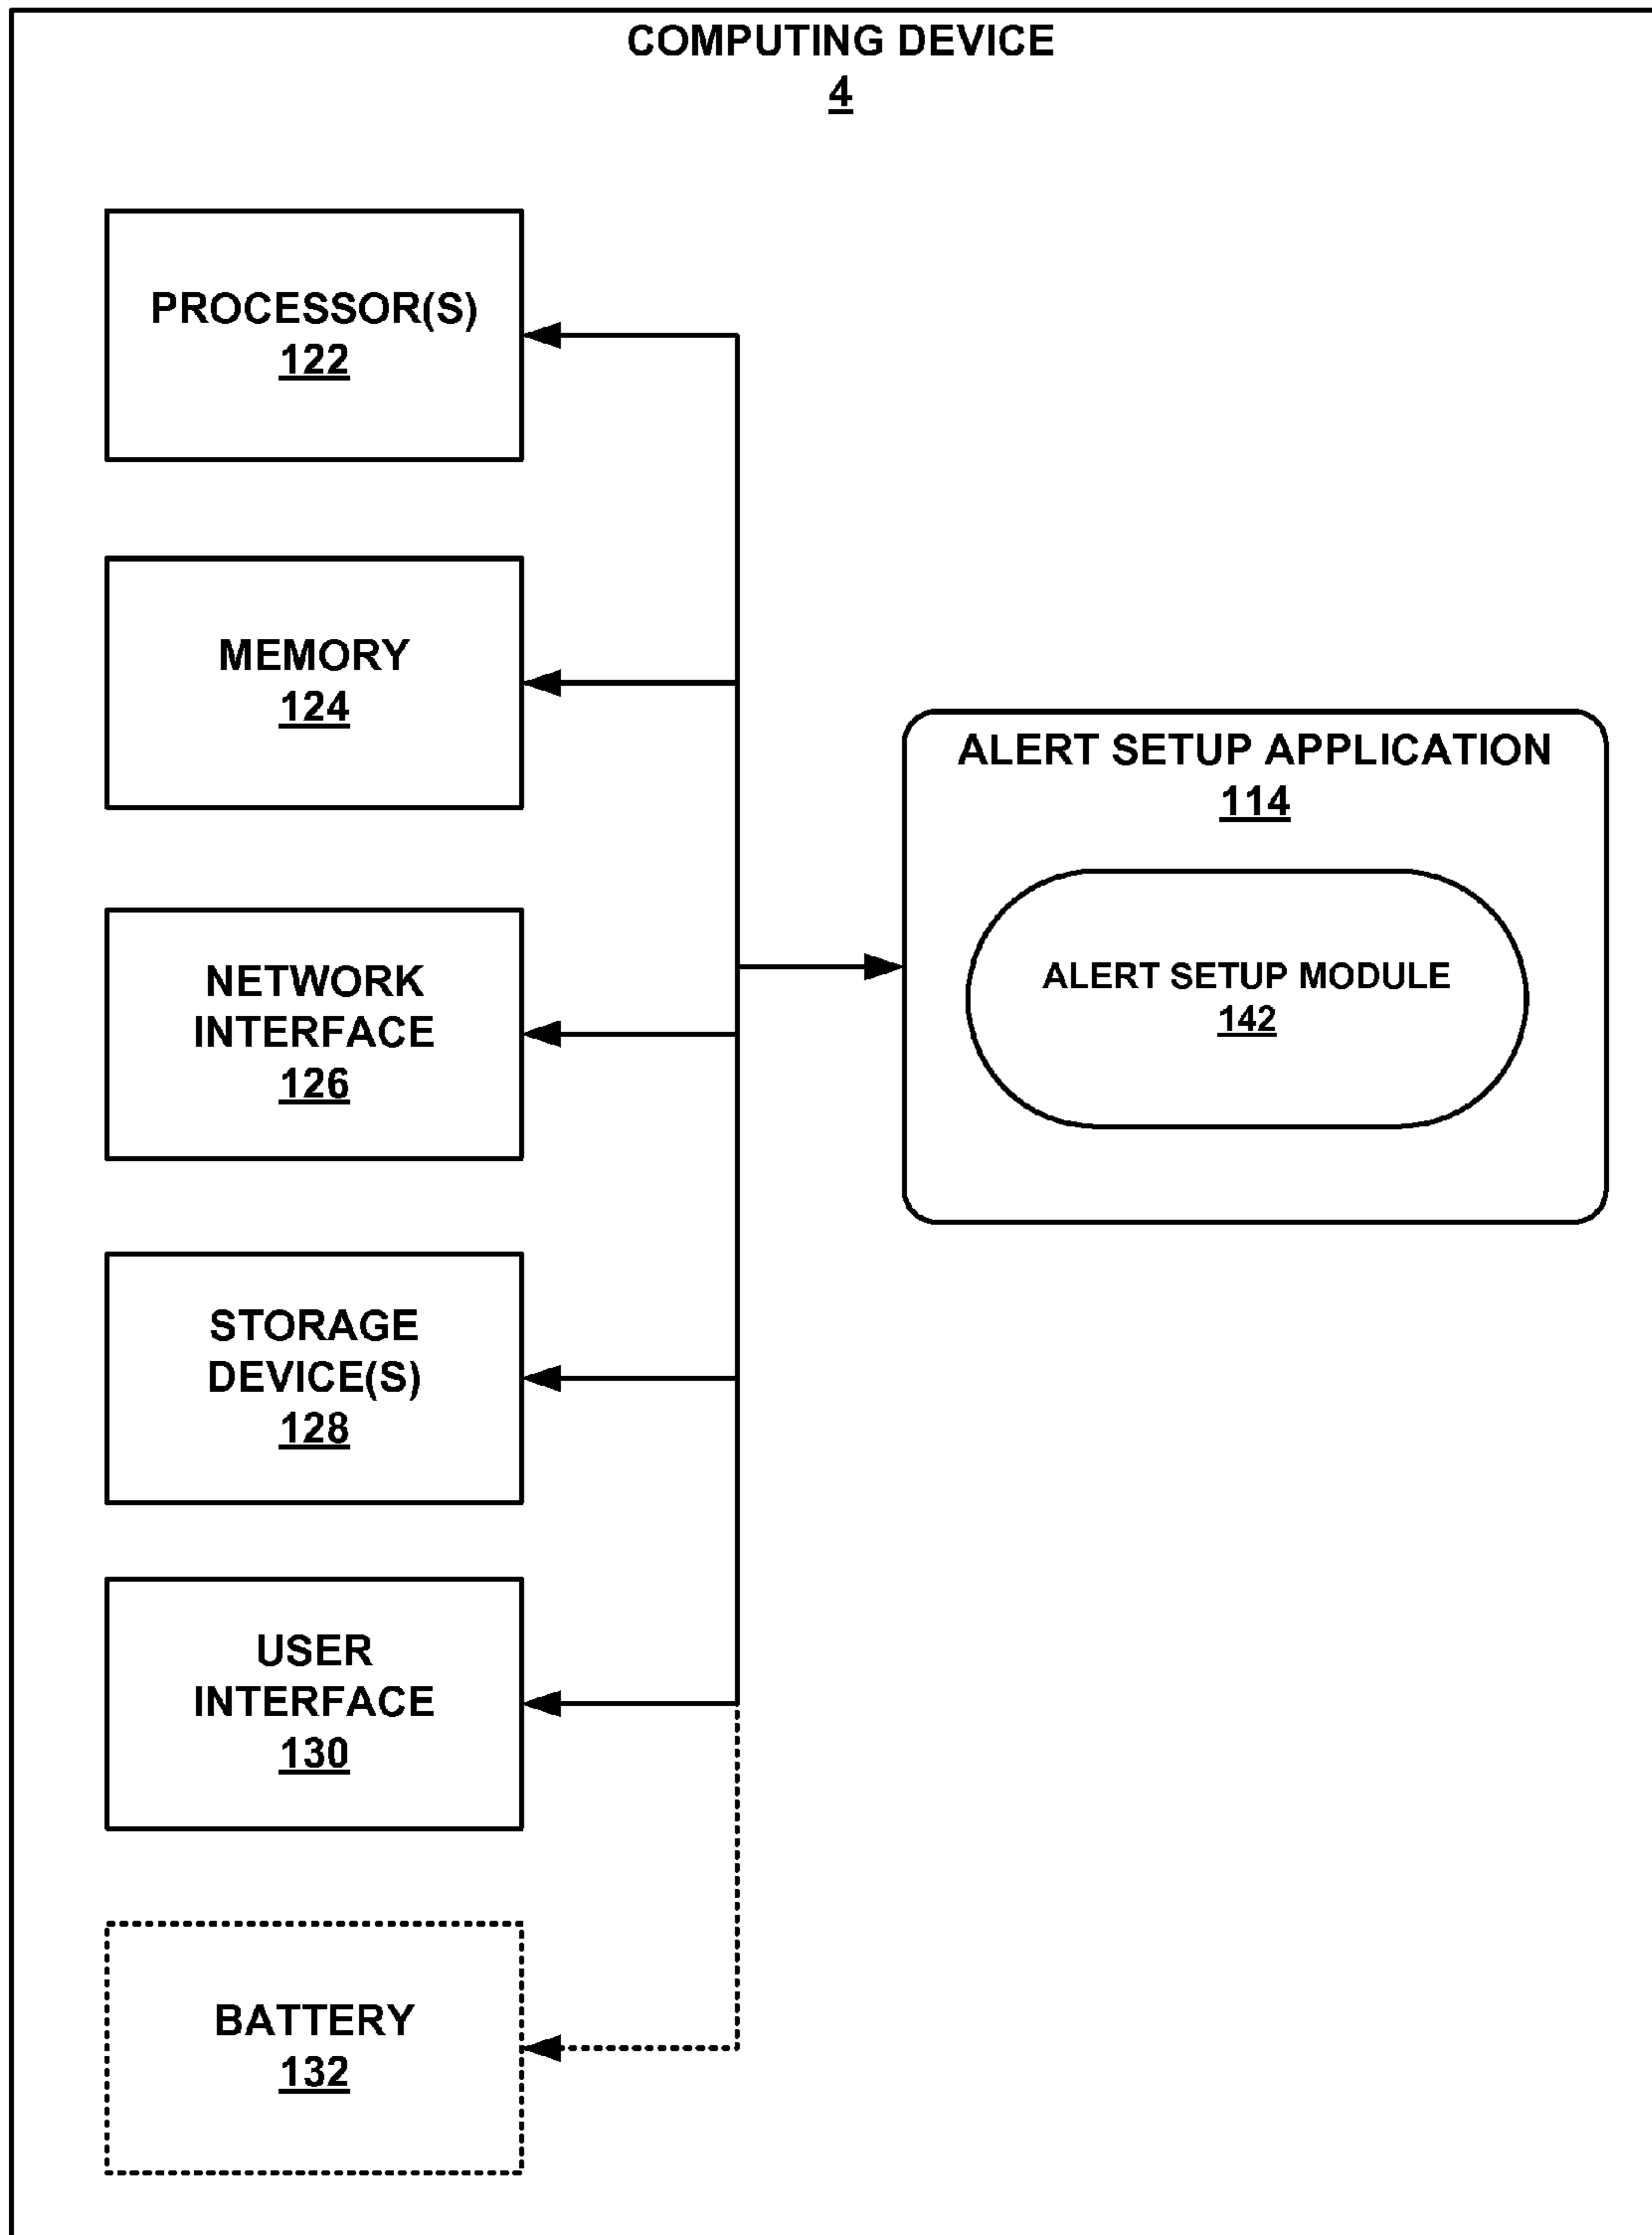 COMPUTING DEVICE
4
PROCESSOR(S)
122
MEMORY
124
NETWORK
INTERFACE
126
STORAGE
DEVICE(S)
128
USER
INTERFACE
130
BATTERY
132
ALERT SETUP APPLICATION
114
ALERT SETUP MODULE
142